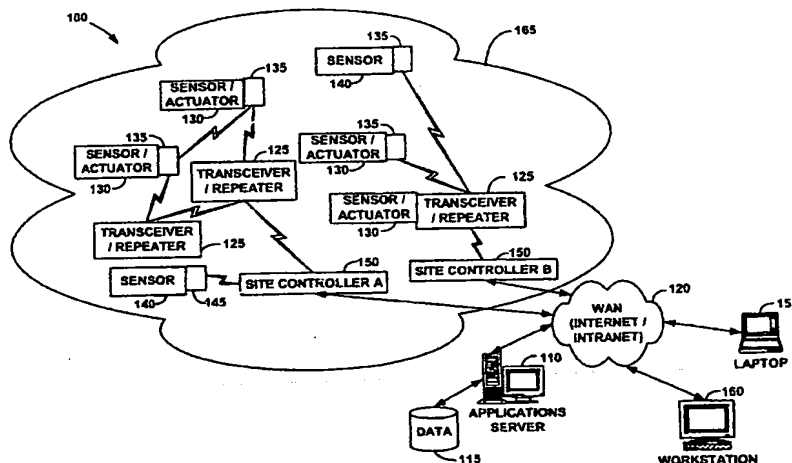 100
165
135
SENSOR
140
135
SENSOR /
ACTUATOR
130
135
SENSOR /
ACTUATOR
130
135
SENSOR /
ACTUATOR
130
125
TRANSCEIVER
/ REPEATER
125
TRANSCEIVER
/ REPEATER
SENSOR /
ACTUATOR
130
TRANSCEIVER
/ REPEATER
125
150
SITE CONTROLLER B
150
SITE CONTROLLER A
SENSOR
140
145
120
WAN
(INTERNET /
INTRANET)
15
LAPTOP
110
APPLICATIONS
SERVER
160
WORKSTATION
DATA
115